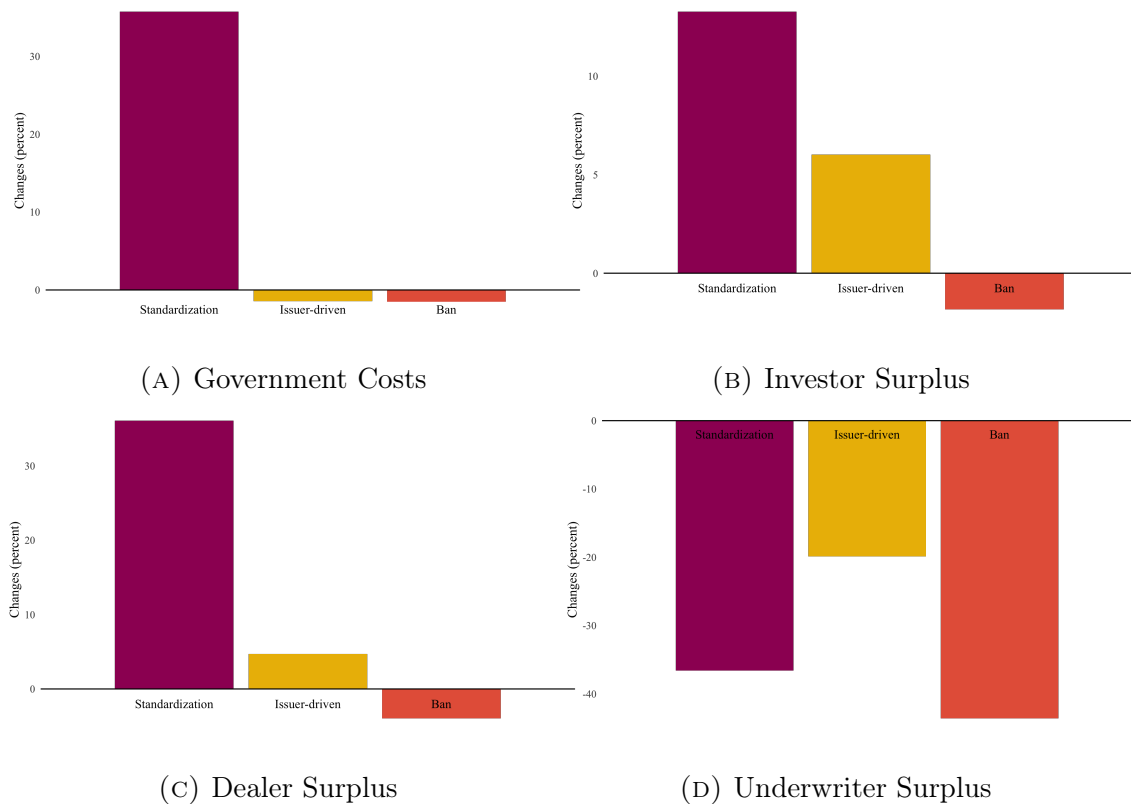 Changes (percent)
30
20
10
0
Standardization Issuer-driven Ban
(A) Government Costs
Changes (percent)
10
5
0
Standardization Issuer-driven Ban
(B) Investor Surplus
Changes (percent)
30
20
10
0
Standardization Issuer-driven Ban
(C) Dealer Surplus
Changes (percent)
0
-10
-20
-30
-40
Standardization Issuer-driven Ban
(D) Underwriter Surplus